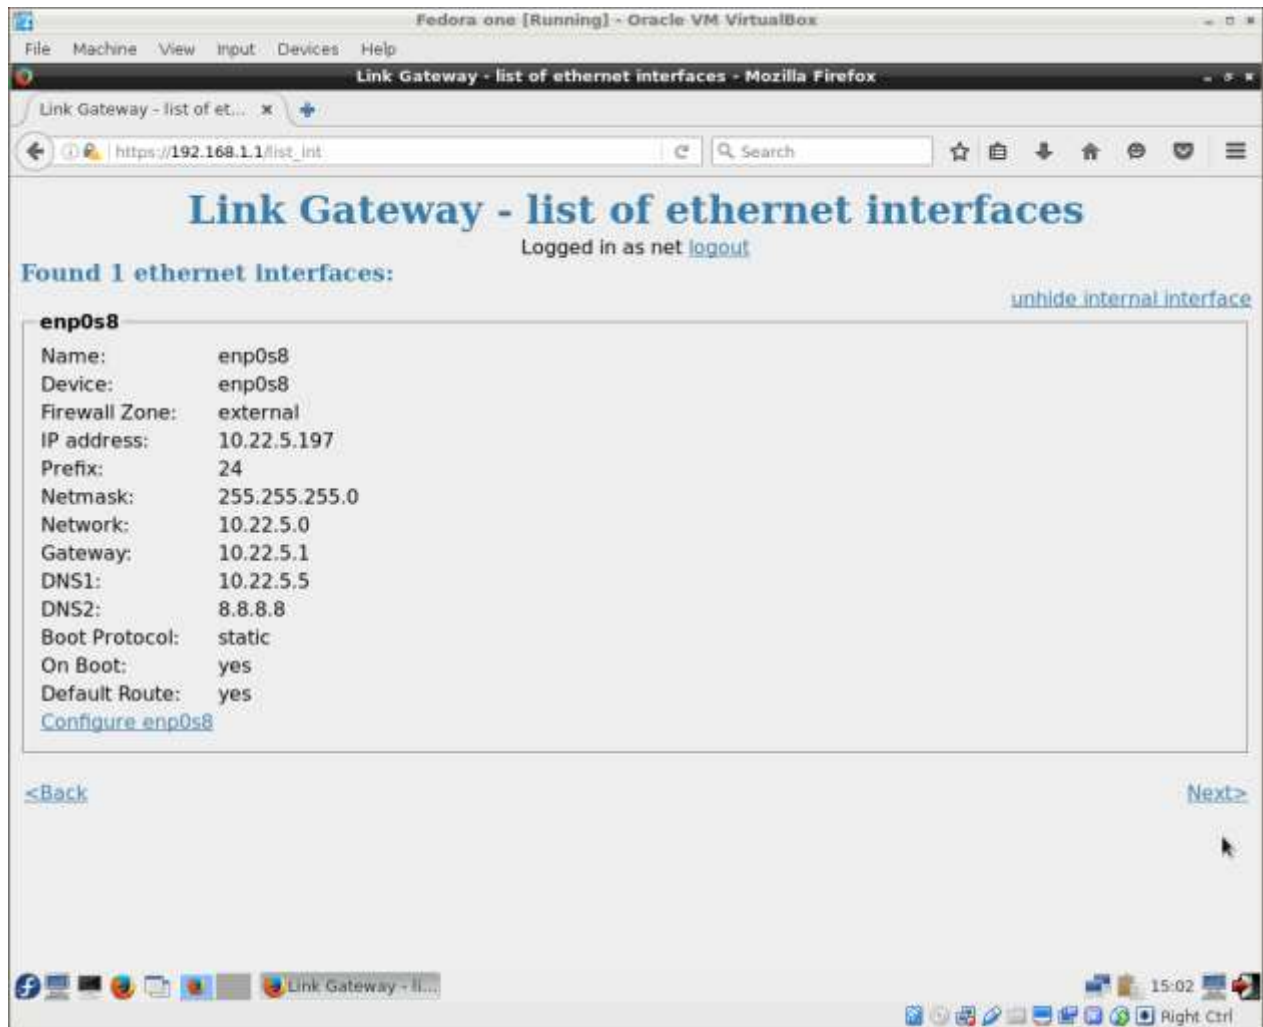 Fedora one [Running] - Oracle VM VirtualBox
File Machine View Input Devices Help
Link Gateway - list of ethernet interfaces - Mozilla Firefox
Link Gateway - list of et...
https://192.168.1.1/list_int Search
Link Gateway - list of ethernet interfaces
Logged in as net logout
Found 1 ethernet interfaces:
unhide internal interface
enp0s8
Name: enp0s8
Device: enp0s8
Firewall Zone: external
IP address: 10.22.5.197
Prefix: 24
Netmask: 255.255.255.0
Network: 10.22.5.0
Gateway: 10.22.5.1
DNS1: 10.22.5.5
DNS2: 8.8.8.8
Boot Protocol: static
On Boot: yes
Default Route: yes
Configure enp0s8
<Back Next>
Link Gateway - li... 15:02
Right Ctrl